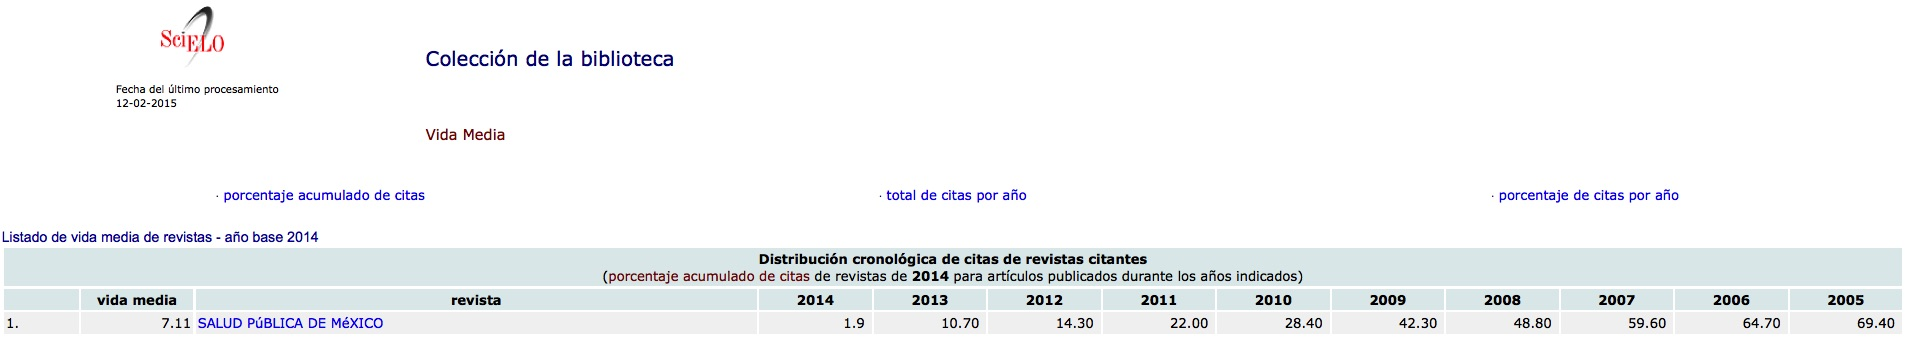 SciELO
Colección de la biblioteca
Fecha del último procesamiento
12-02-2015
Vida Media
· porcentaje acumulado de citas · total de citas por año · porcentaje de citas por año
Listado de vida media de revistas - año base 2014
Distribución cronológica de citas de revistas citantes
(porcentaje acumulado de citas de revistas de 2014 para artículos publicados durante los años indicados)
vida media revista 2014 2013 2012 2011 2010 2009 2008 2007 2006 2005
1. 7.11 SALUD PúBLICA DE MéXICO 1.9 10.70 14.30 22.00 28.40 42.30 48.80 59.60 64.70 69.40